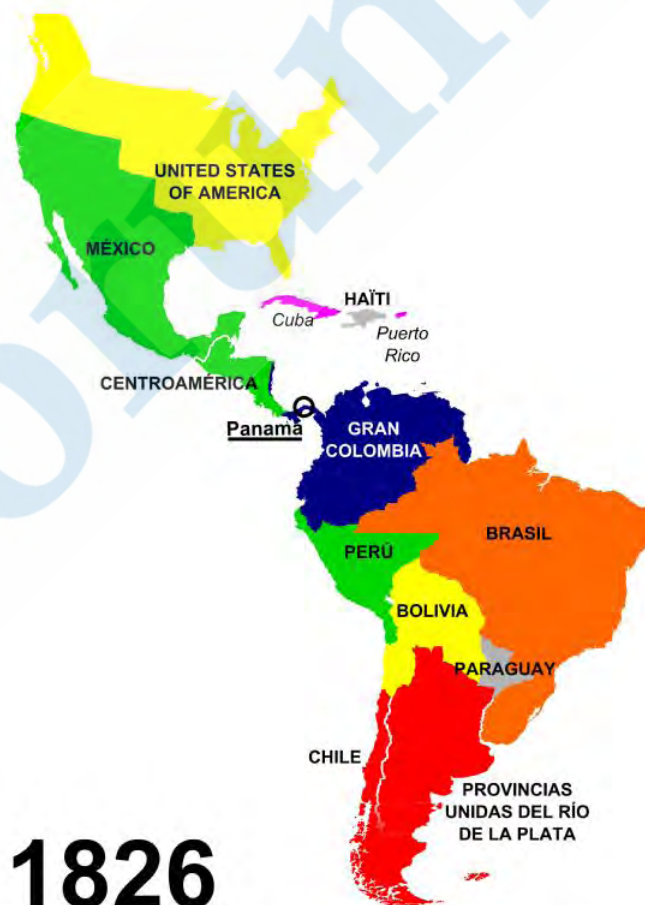 UNITED STATES
OF AMERICA
MÉXICO
HAÏTI
Cuba
Puerto
Rico
CENTROAMÉRICA
Panamá
GRAN
COLOMBIA
BRASIL
PERÚ
BOLIVIA
PARAGUAY
CHILE
PROVINCIAS
UNIDAS DEL RÍO
DE LA PLATA
1826